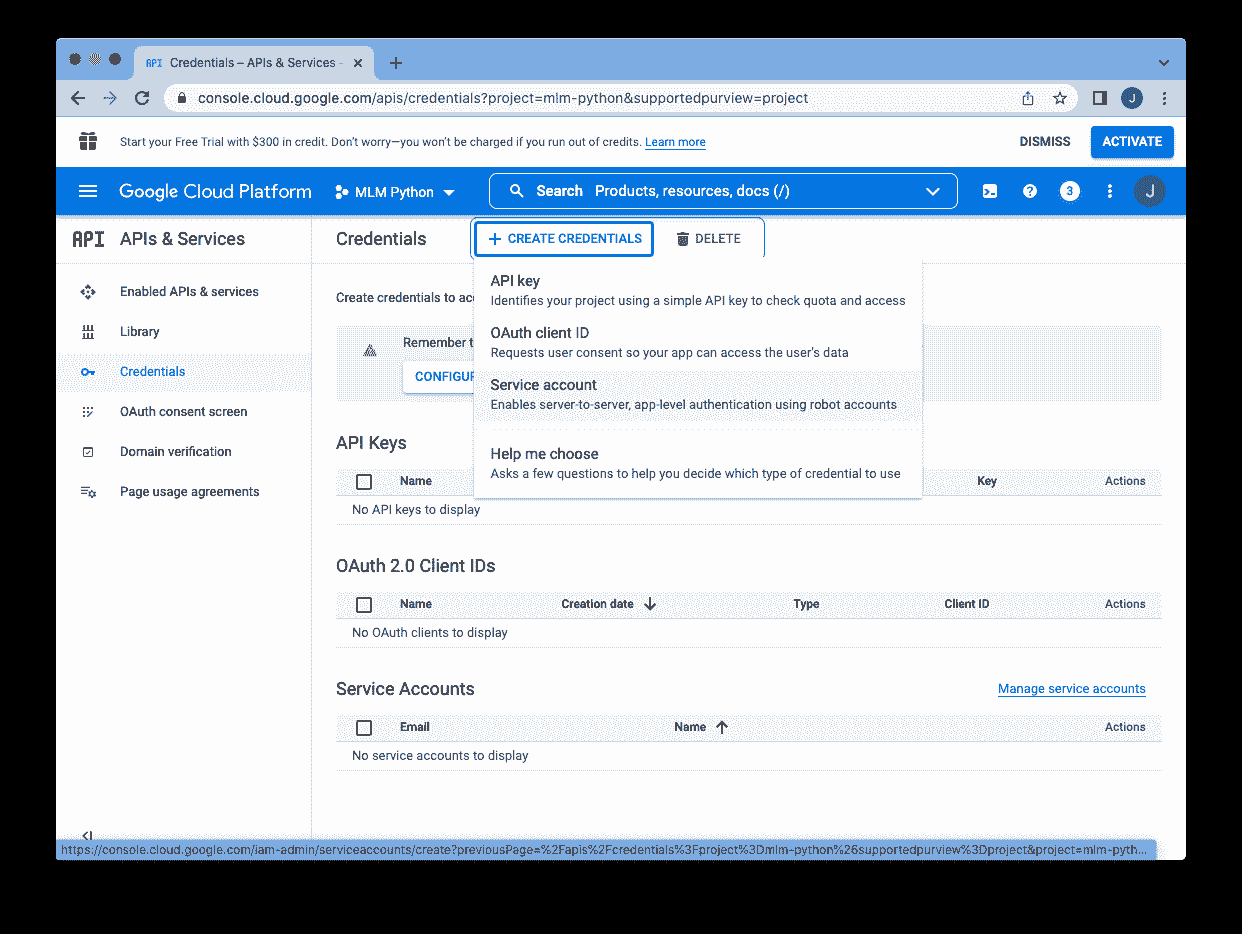 API Credentials – APIs & Services -
console.cloud.google.com/apis/credentials?project=mlm-python&supportedpurview=project
J
Start your Free Trial with $300 in credit. Don't worry—you won't be charged if you run out of credits. Learn more
DISMISS
ACTIVATE
Google Cloud Platform
MLM Python
Search Products, resources, docs (/)
3
J
API APIs & Services
Credentials
CREATE CREDENTIALS
DELETE
Enabled APIs & services
Library
Credentials
OAuth consent screen
Domain verification
Page usage agreements
Create credentials to ac
Remember t
CONFIGUR
API key
Identifies your project using a simple API key to check quota and access
OAuth client ID
Requests user consent so your app can access the user's data
Service account
Enables server-to-server, app-level authentication using robot accounts
Help me choose
Asks a few questions to help you decide which type of credential to use
API Keys
Name Key Actions
No API keys to display
OAuth 2.0 Client IDs
Name Creation date Type Client ID Actions
No OAuth clients to display
Service Accounts
Manage service accounts
Email Name Actions
No service accounts to display
https://console.cloud.google.com/iam-admin/serviceaccounts/create?previousPage=%2Fapis%2Fcredentials%3Fproject%3Dmlm-python%26supportedpurview%3Dproject&project=mlm-pyth...